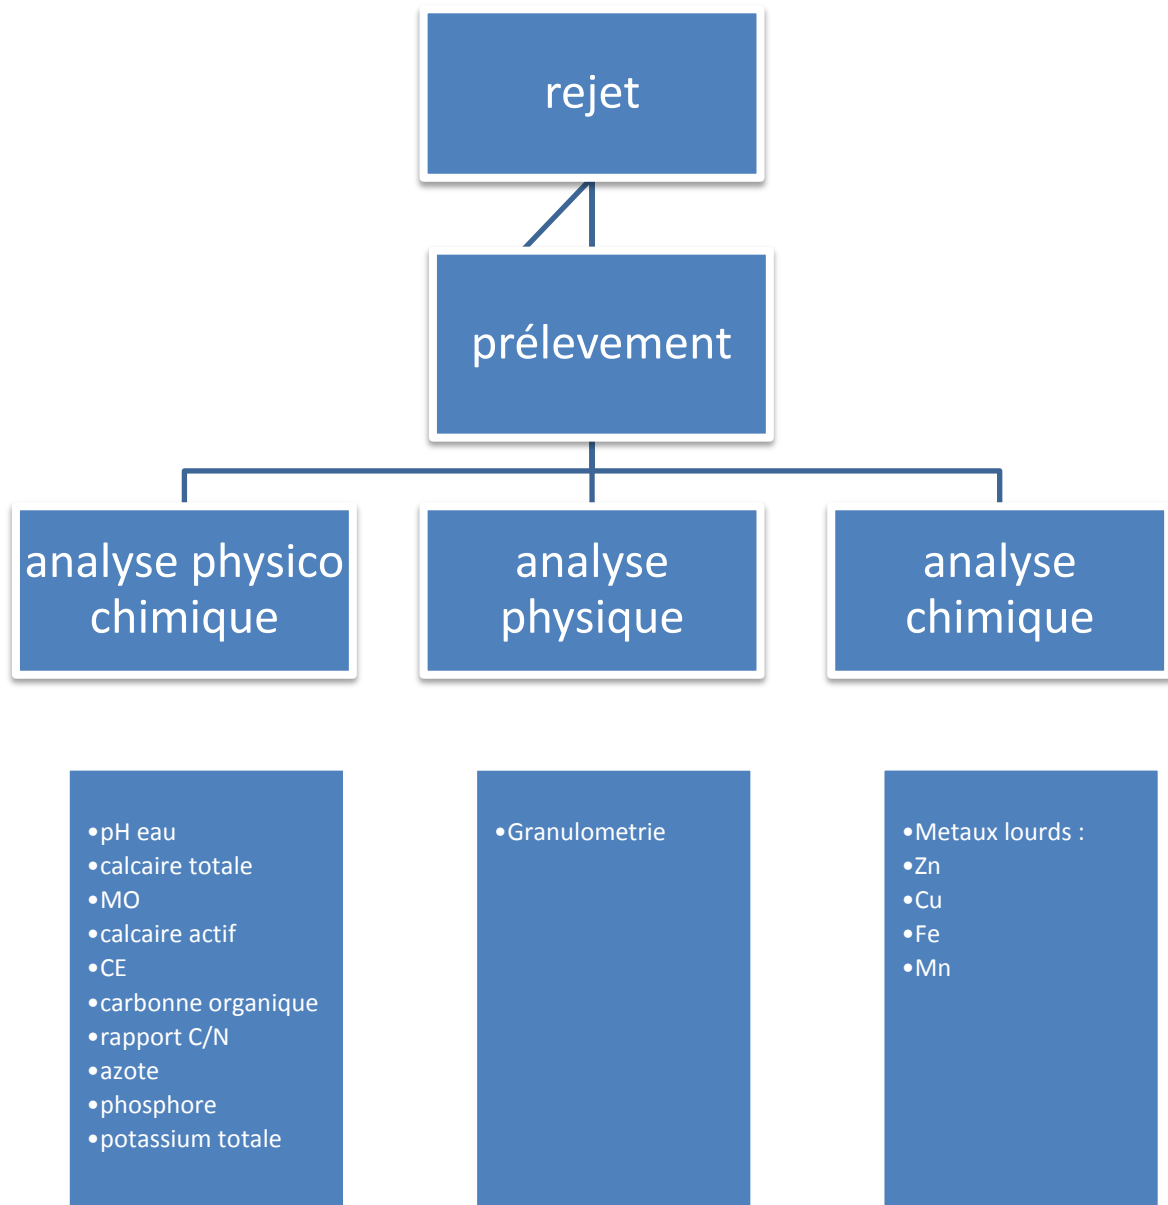 rejet
prélevement
analyse physico
chimique
analyse
physique
analyse
chimique
•pH eau
•calcaire totale
•MO
•calcaire actif
•CE
•carbonne organique
•rapport C/N
•azote
•phosphore
•potassium totale
•Granulometrie
•Metaux lourds :
•Zn
•Cu
•Fe
•Mn